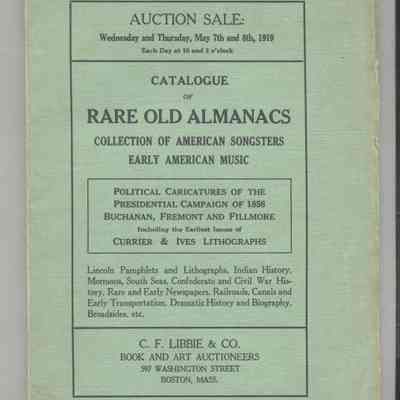 AUCTION SALE:
Wednesday and Thursday, May 7th and 8th, 1919
Each Day at 10 and 2 o'clock
CATALOGUE
OF
RARE OLD ALMANACS
COLLECTION OF AMERICAN SONGSTERS
EARLY AMERICAN MUSIC
POLITICAL CARICATURES OF THE
PRESIDENTIAL CAMPAIGN OF 1856
BUCHANAN, FREMONT AND FILLMORE
Including the Earliest Issues of
CURRIER & IVES LITHOGRAPHS
Lincoln Pamphlets and Lithographs, Indian History,
Mormons, South Seas, Confederate and Civil War His-
tory, Rare and Early Newspapers, Railroads, Canals and
Early Transportation, Dramatic History and Biography,
Broadsides, etc.
C. F. LIBBIE & CO.
BOOK AND ART AUCTIONEERS
597 WASHINGTON STREET
BOSTON, MASS.